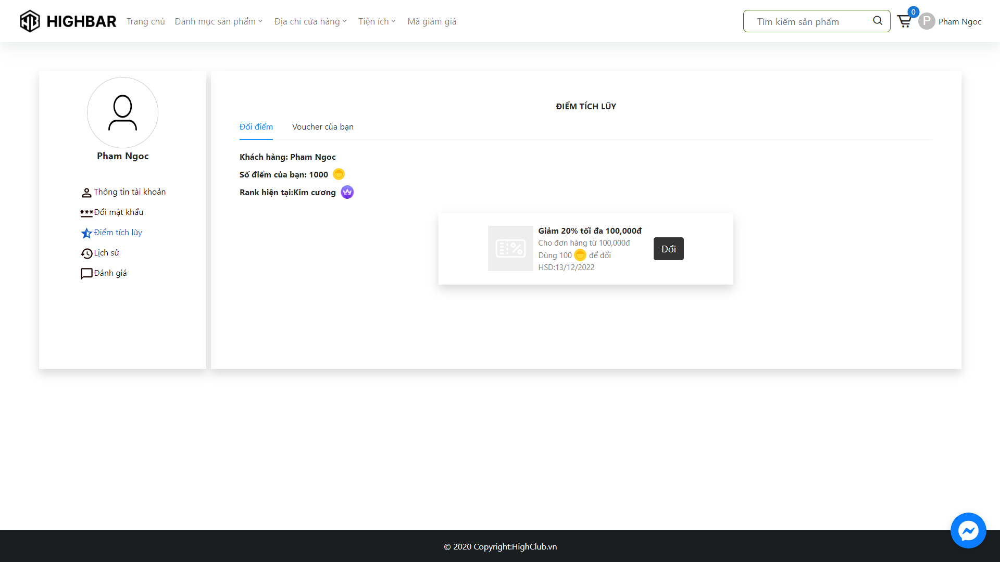 HIGHBAR
Trang chủ
Danh mục sản phẩm
Địa chỉ cửa hàng
Tiện ích
Mã giảm giá
Tìm kiếm sản phẩm
0
P
Pham Ngoc
Pham Ngoc
Thông tin tài khoản
Đổi mật khẩu
Điểm tích lũy
Lịch sử
Đánh giá
ĐIỂM TÍCH LŨY
Đổi điểm
Voucher của bạn
Khách hàng: Pham Ngoc
Số điểm của bạn: 1000
Rank hiện tại:Kim cương
Giảm 20% tối đa 100,000đ
Cho đơn hàng từ 100,000đ
Dùng 100 để đổi
HSD:13/12/2022
Đổi
© 2020 Copyright:HighClub.vn